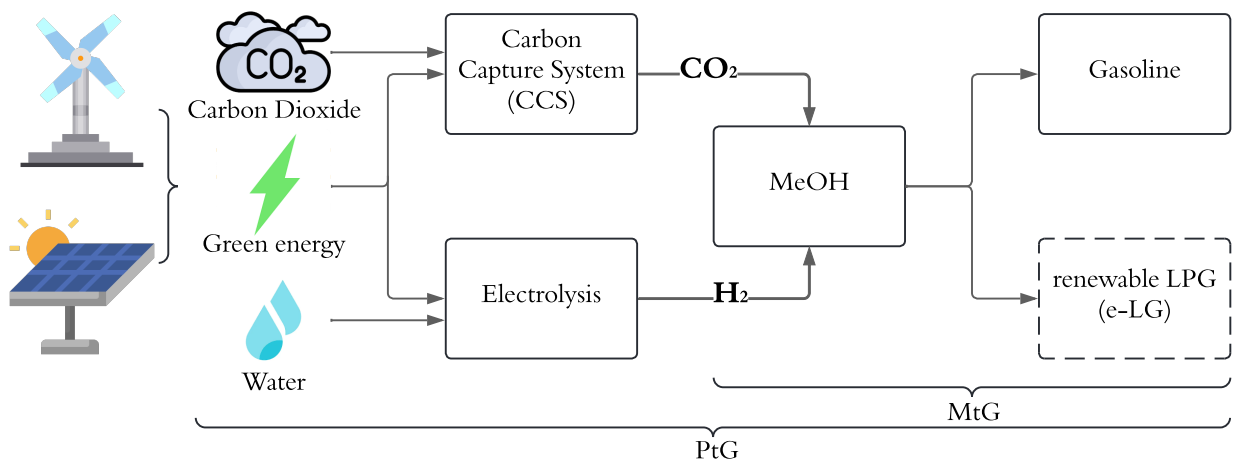 CO₂
Carbon Dioxide
Green energy
Water
Carbon
Capture System
(CCS)
Electrolysis
CO₂
H₂
MeOH
Gasoline
renewable LPG
(e-LG)
MtG
PtG